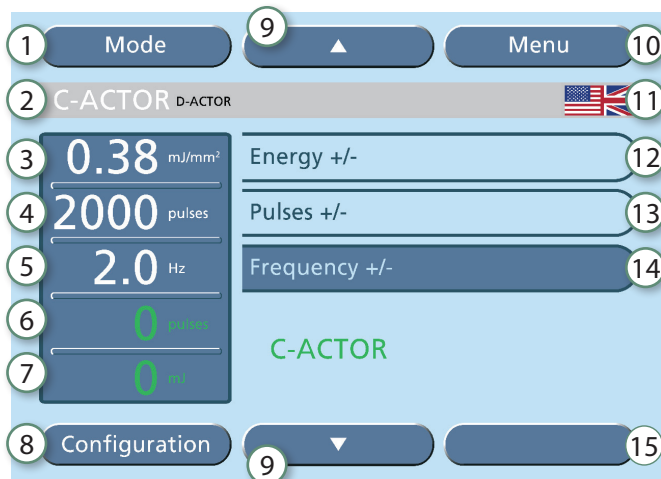 9
1 Mode ▲ Menu 10
2 C-ACTOR D-ACTOR 11
3 0.38 mJ/mm² Energy +/- 12
4 2000 pulses Pulses +/- 13
5 2.0 Hz Frequency +/- 14
6 0 pulses
C-ACTOR
7 0 mJ
8 Configuration ▼ 15
9